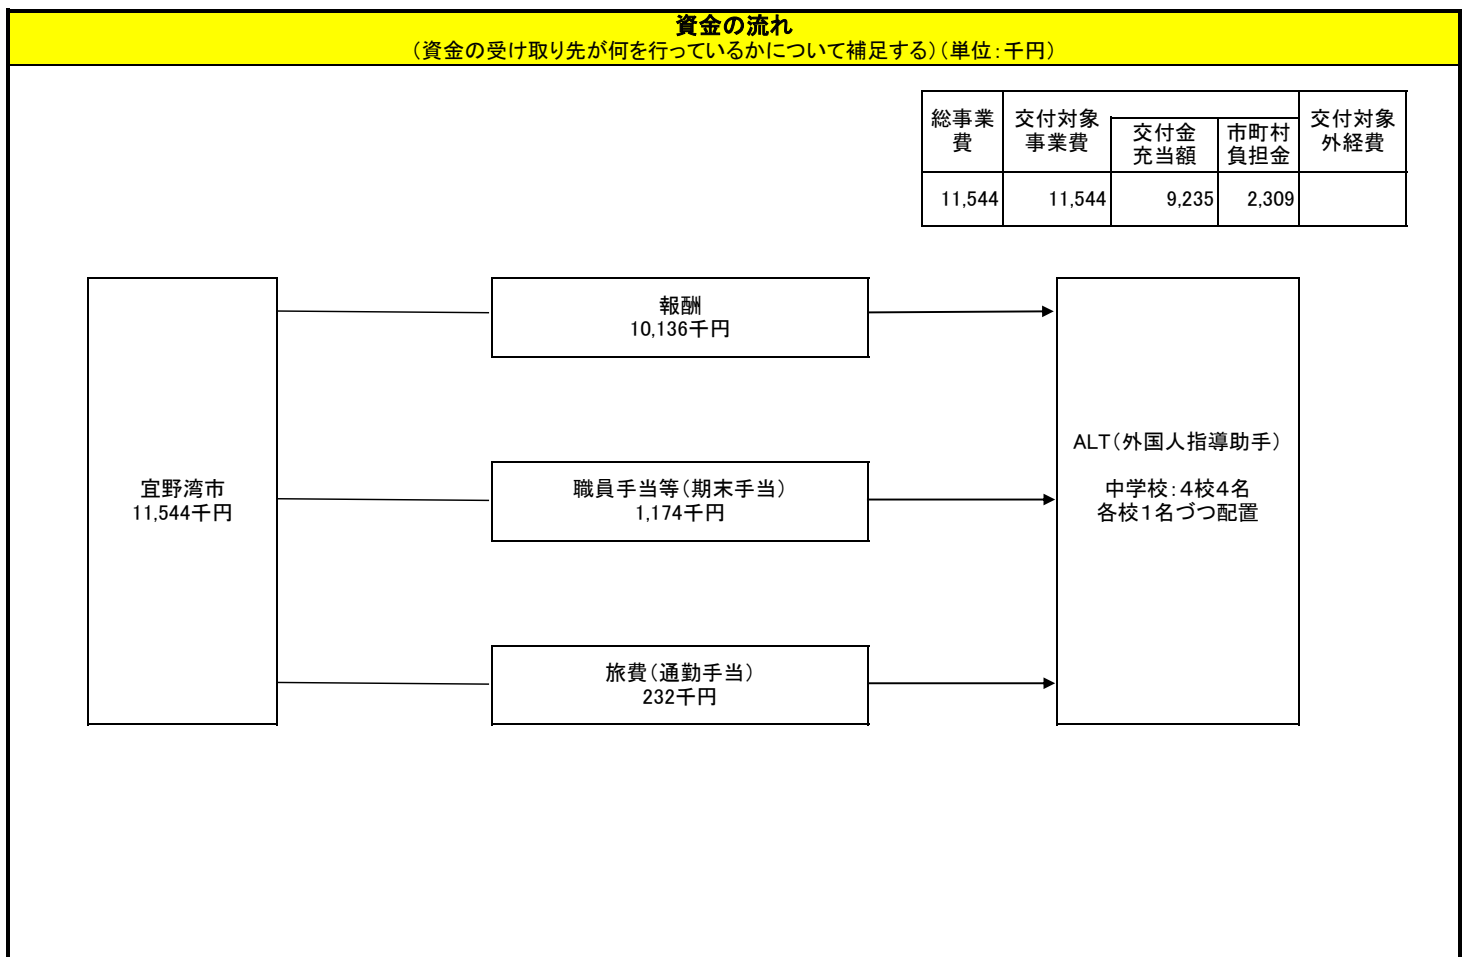 資金の流れ
（資金の受け取り先が何を行っているかについて補足する）（単位：千円）
総事業
費
交付対象
事業費
交付金
充当額
市町村
負担金
交付対象
外経費
11,544
11,544
9,235
2,309
報酬
10,136千円
宜野湾市
11,544千円
職員手当等（期末手当）
1,174千円
旅費（通勤手当）
232千円
ALT（外国人指導助手）
中学校：４校４名
各校１名づつ配置